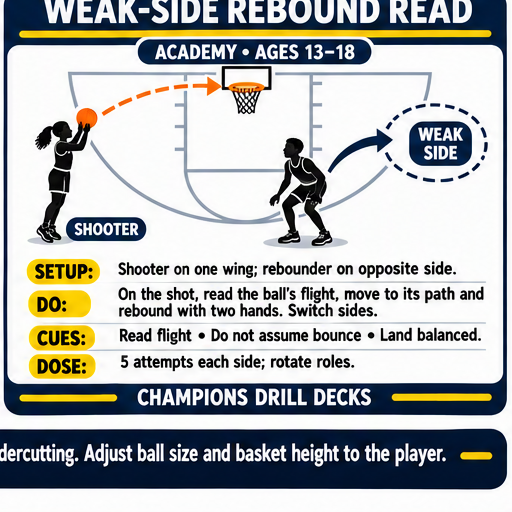 WEAK-SIDE REBOUND READ
ACADEMY • AGES 13–18
WEAK
SIDE
SHOOTER
SETUP: Shooter on one wing; rebounder on opposite side.
DO: On the shot, read the ball's flight, move to its path and
rebound with two hands. Switch sides.
CUES: Read flight • Do not assume bounce • Land balanced.
DOSE: 5 attempts each side; rotate roles.
CHAMPIONS DRILL DECKS
dercutting. Adjust ball size and basket height to the player.